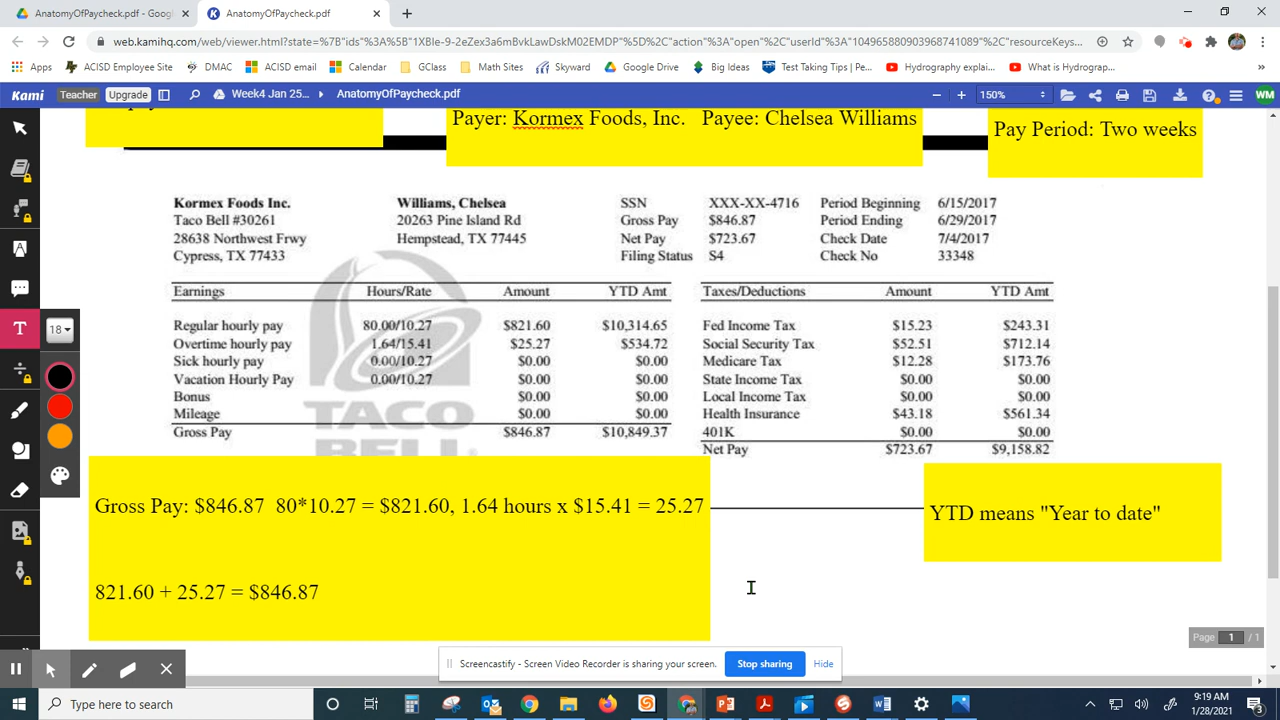 AnatomyOfPaycheck.pdf - Goog
AnatomyOfPaycheck.pdf
web.kamihq.com/web/viewer.html?state=%7B"ids"%3A%5B"1XBIe-9-2eZex3a6mBvkLawDskM02EMDP"%5D%2C"action"%3A"open"%2C"userId"%3A"104965880903968741089"%2C"resourceKeys...
Apps ACISD Employee Site DMAC ACISD email Calendar GClass Math Sites Skyward Google Drive Big Ideas Test Taking Tips | Pe... Hydrography explai... What is Hydrograp... »
Kami Teacher Upgrade Week4 Jan 25... AnatomyOfPaycheck.pdf 150% WM
Payer: Kormex Foods, Inc. Payee: Chelsea Williams
Pay Period: Two weeks
Kormex Foods Inc. Williams, Chelsea SSN XXX-XX-4716 Period Beginning 6/15/2017
Taco Bell #30261 20263 Pine Island Rd Gross Pay $846.87 Period Ending 6/29/2017
28638 Northwest Frwy Hempstead, TX 77445 Net Pay $723.67 Check Date 7/4/2017
Cypress, TX 77433 Filing Status S4 Check No 33348
Earnings Hours/Rate Amount YTD Amt Taxes/Deductions Amount YTD Amt
Regular hourly pay 80.00/10.27 $821.60 $10,314.65 Fed Income Tax $15.23 $243.31
Overtime hourly pay 1.64/15.41 $25.27 $534.72 Social Security Tax $52.51 $712.14
Sick hourly pay 0.00/10.27 $0.00 $0.00 Medicare Tax $12.28 $173.76
Vacation Hourly Pay 0.00/10.27 $0.00 $0.00 State Income Tax $0.00 $0.00
Bonus $0.00 $0.00 Local Income Tax $0.00 $0.00
Mileage $0.00 $0.00 Health Insurance $43.18 $561.34
Gross Pay $846.87 $10,849.37 401K $0.00 $0.00
Net Pay $723.67 $9,158.82
TACO
BELL
18
Gross Pay: $846.87 80*10.27 = $821.60, 1.64 hours x $15.41 = 25.27
YTD means "Year to date"
821.60 + 25.27 = $846.87
Page 1 / 1
Screencastify - Screen Video Recorder is sharing your screen. Stop sharing Hide
Type here to search
9:19 AM
1/28/2021
3